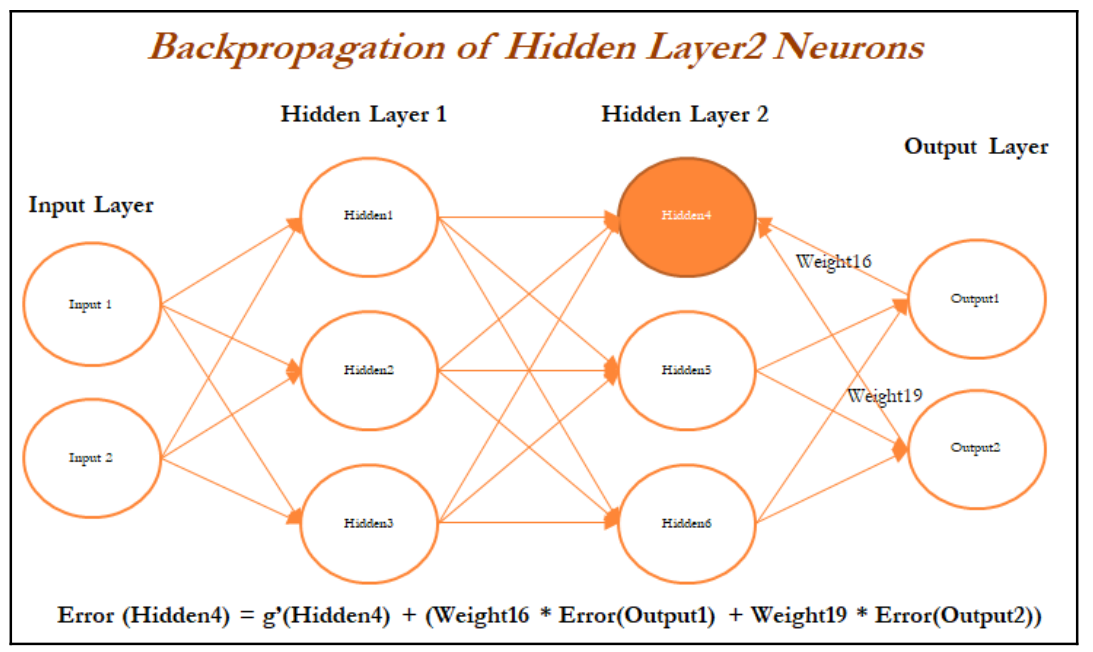 Backpropagation of Hidden Layer2 Neurons
Hidden Layer 1
Hidden Layer 2
Output Layer
Input Layer
Hidden1
Hidden4
Weight16
Input 1
Output1
Hidden2
Hidden5
Weight19
Input 2
Output2
Hidden3
Hidden6
Error (Hidden4) = g’(Hidden4) + (Weight16 * Error(Output1) + Weight19 * Error(Output2))